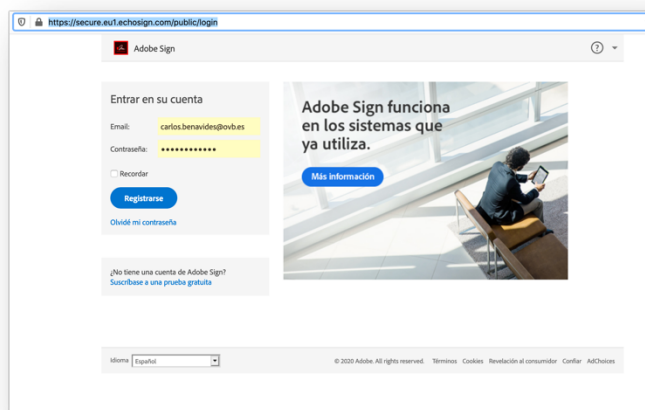 https://secure.eu1.echosign.com/public/login
Adobe Sign
?
Entrar en su cuenta
Email: carlos.benavides@ovb.es
Contraseña: ••••••••••••
Recordar
Registrarse
Olvidé mi contraseña
¿No tiene una cuenta de Adobe Sign?
Suscríbase a una prueba gratuita
Adobe Sign funciona
en los sistemas que
ya utiliza.
Más información
Idioma Español
© 2020 Adobe. All rights reserved. Términos Cookies Revelación al consumidor Confiar AdChoices